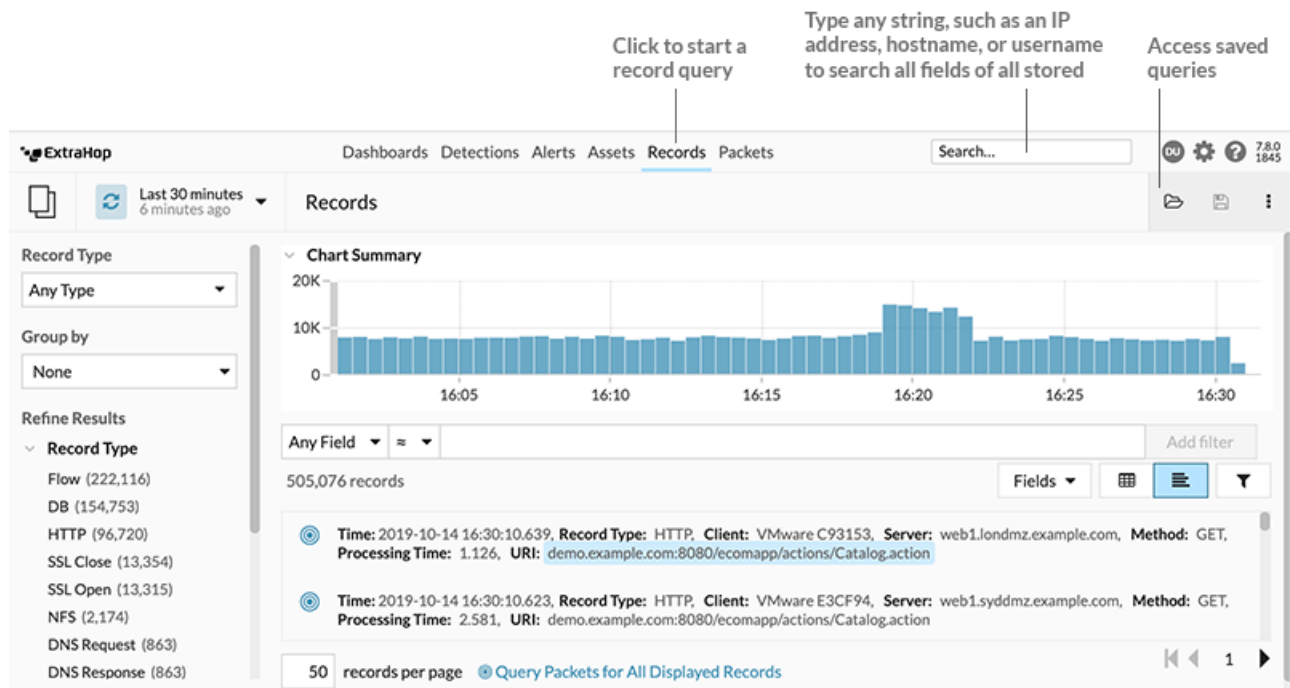 Click to start a
record query
Type any string, such as an IP
address, hostname, or username
to search all fields of all stored
Access saved
queries
ExtraHop
Dashboards Detections Alerts Assets Records Packets
Search...
DU
7.8.0
1845
Last 30 minutes
6 minutes ago
Records
Record Type
Any Type
Group by
None
Refine Results
Record Type
Flow (222,116)
DB (154,753)
HTTP (96,720)
SSL Close (13,354)
SSL Open (13,315)
NFS (2,174)
DNS Request (863)
DNS Response (863)
Chart Summary
20K
10K
0
16:05 16:10 16:15 16:20 16:25 16:30
Any Field ≈ Add filter
505,076 records
Fields
Time: 2019-10-14 16:30:10.639, Record Type: HTTP, Client: VMware C93153, Server: web1.londmz.example.com, Method: GET,
Processing Time: 1.126, URI: demo.example.com:8080/ecomapp/actions/Catalog.action
Time: 2019-10-14 16:30:10.623, Record Type: HTTP, Client: VMware E3CF94, Server: web1.syddmz.example.com, Method: GET,
Processing Time: 2.581, URI: demo.example.com:8080/ecomapp/actions/Catalog.action
50 records per page Query Packets for All Displayed Records
1